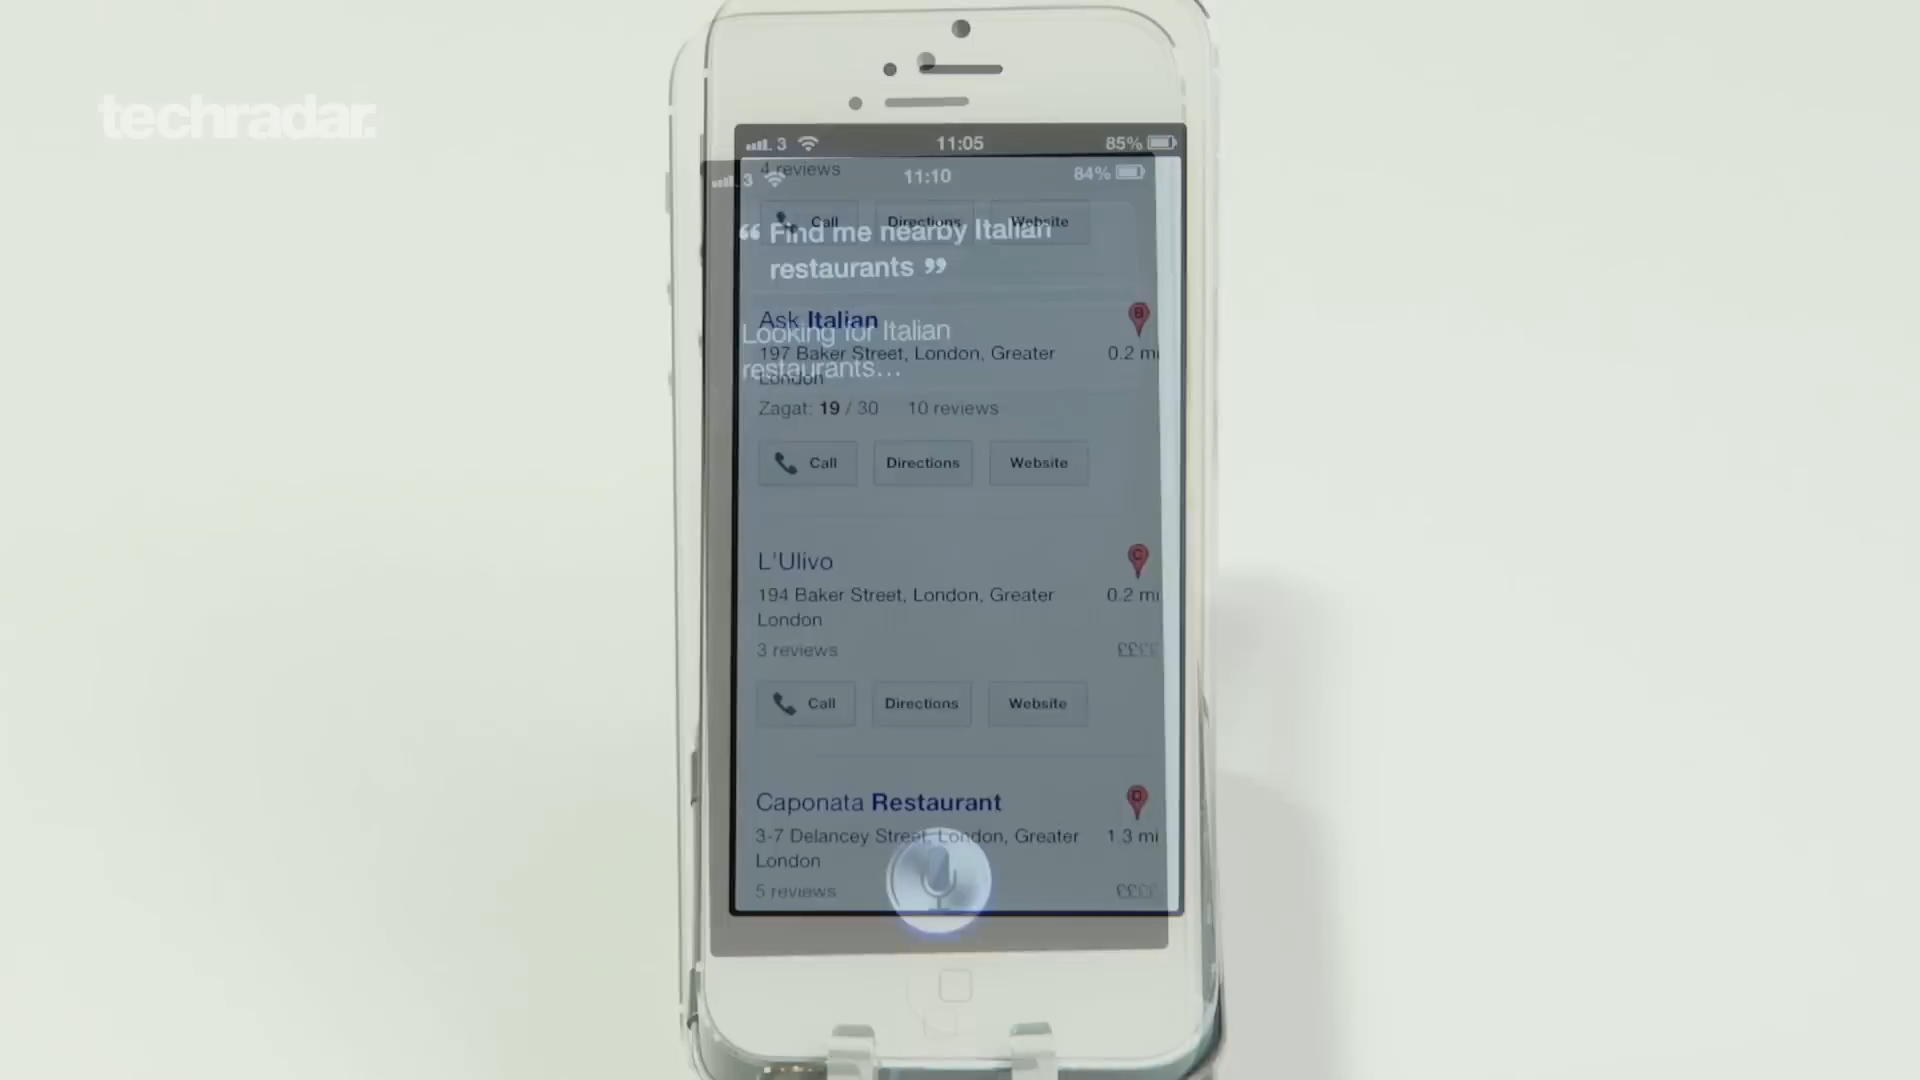 techradar.
3 11:05 85%
4 reviews
3 11:10 84%
Call Directions Website
“ Find me nearby Italian
restaurants ”
Ask Italian
Looking for Italian
197 Baker Street, London, Greater 0.2 mi
restaurants...
London
Zagat: 19 / 30 10 reviews
Call Directions Website
L'Ulivo
194 Baker Street, London, Greater 0.2 mi
London
3 reviews ££££
Call Directions Website
Caponata Restaurant
3-7 Delancey Street, London, Greater 1.3 mi
London
5 reviews ££££
B
C
D